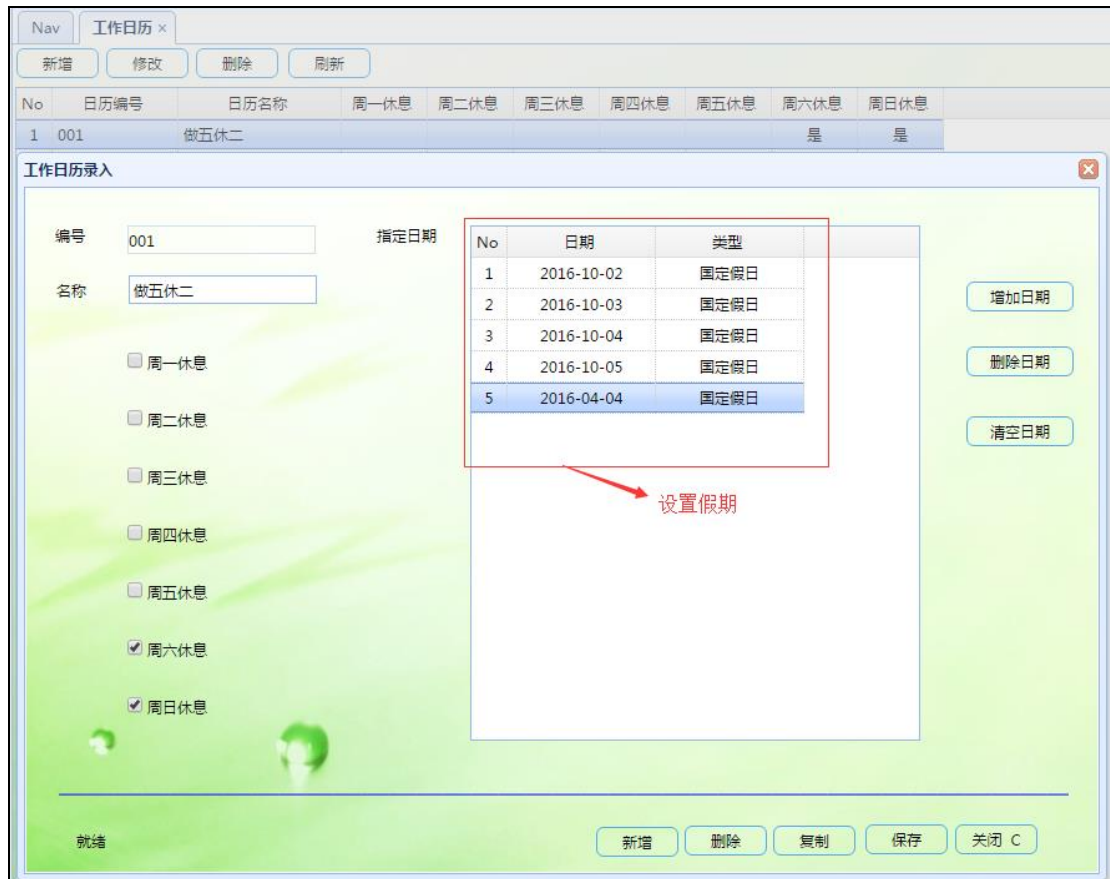 Nav 工作日历 ×
新增 修改 删除 刷新
No 日历编号 日历名称 周一休息 周二休息 周三休息 周四休息 周五休息 周六休息 周日休息
1 001 做五休二 是 是
工作日历录入
编号 001 指定日期
No 日期 类型
1 2016-10-02 国定假日
2 2016-10-03 国定假日
3 2016-10-04 国定假日
4 2016-10-05 国定假日
5 2016-04-04 国定假日
名称 做五休二
增加日期
删除日期
清空日期
周一休息
周二休息
周三休息
周四休息
周五休息
周六休息
周日休息
设置假期
就绪 新增 删除 复制 保存 关闭 C